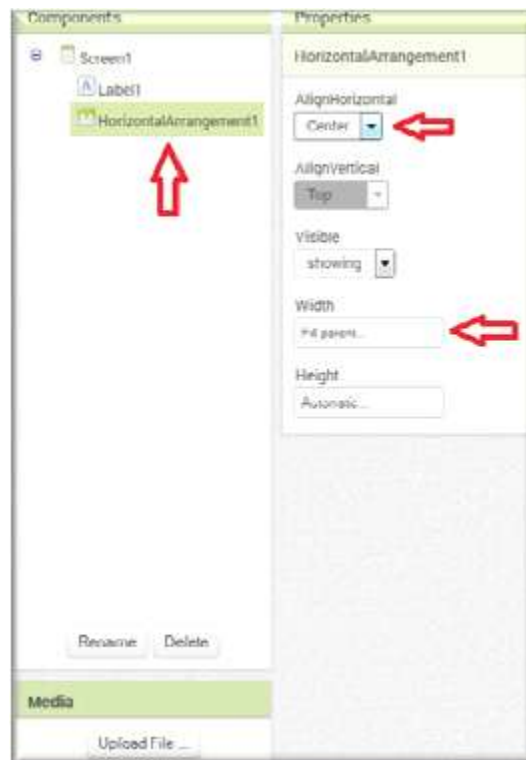 Components
Screen1
Label1
HorizontalArrangement1
Rename Delete
Media
Upload File ...
Properties
HorizontalArrangement1
AlignHorizontal
Center
AlignVertical
Top
Visible
showing
Width
Fill parent...
Height
Automatic...